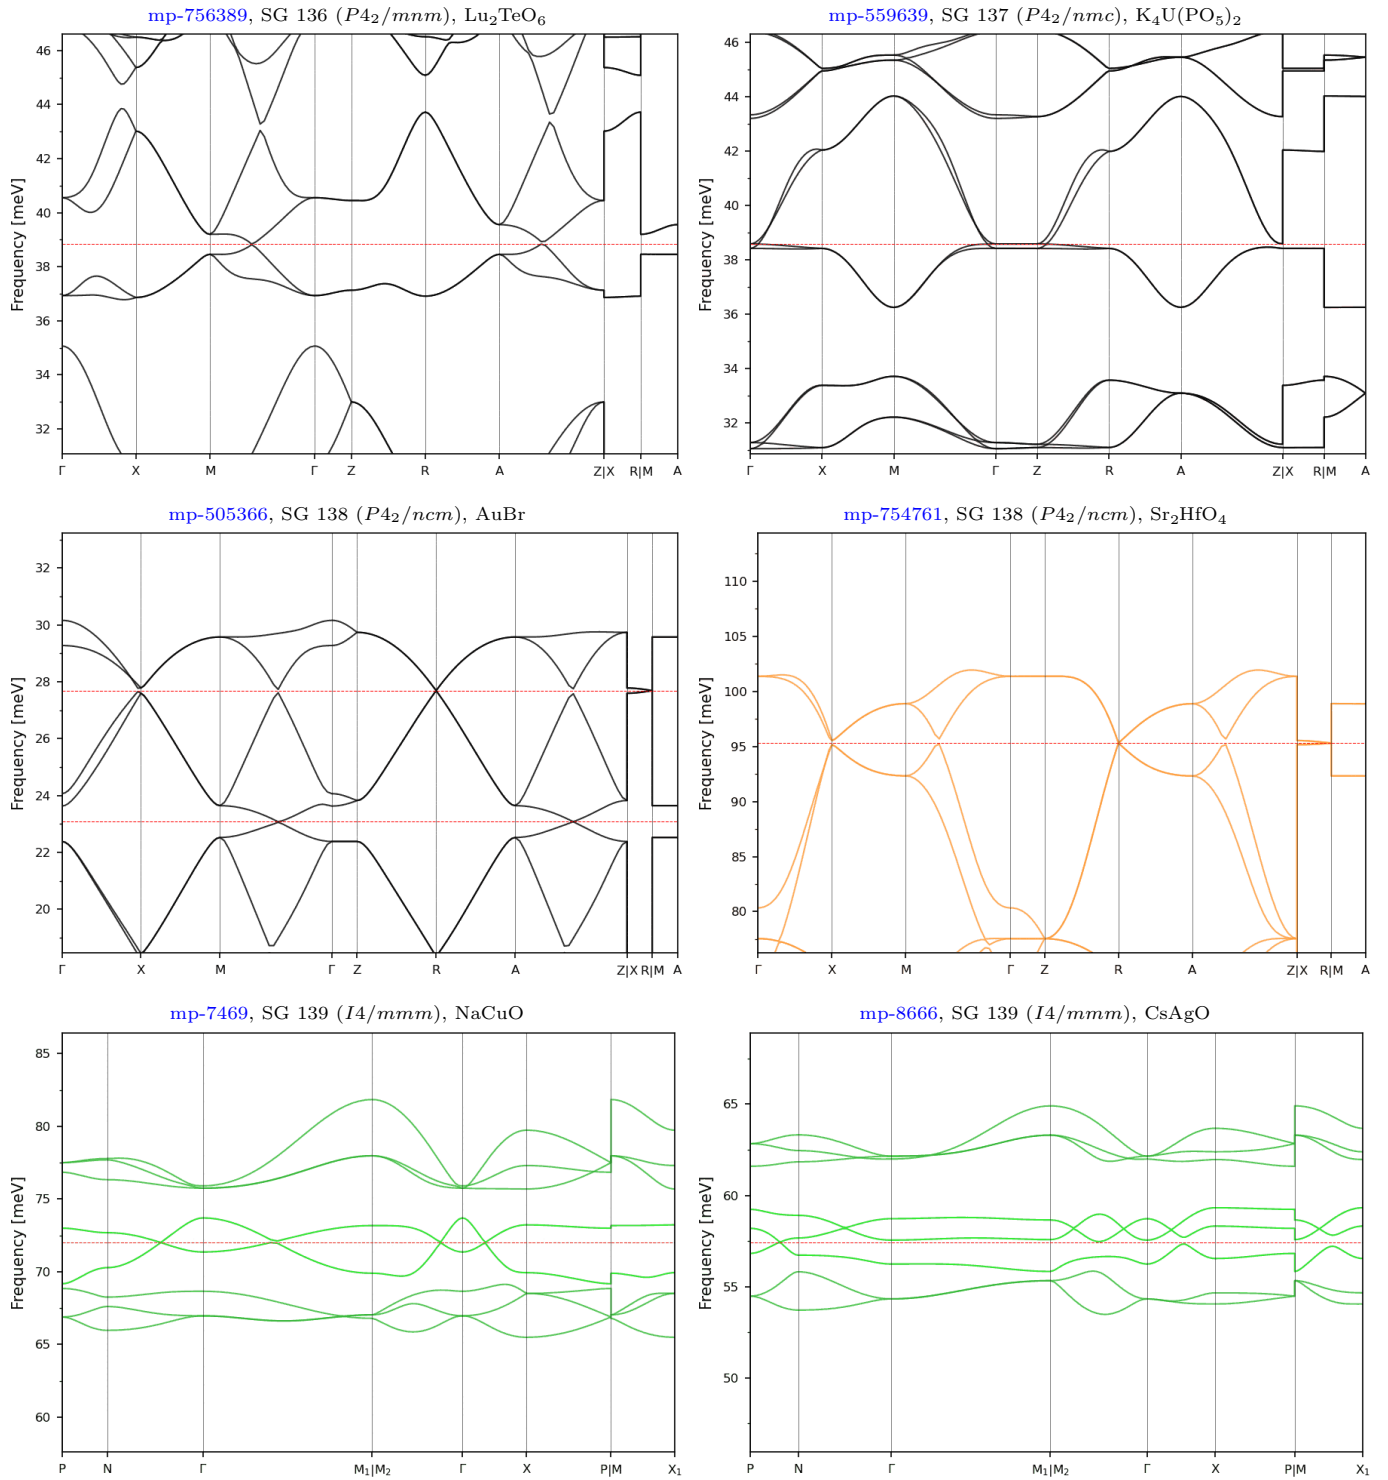 mp-756389, SG 136 (P4₂/mnm), Lu₂TeO₆
Frequency [meV]
46
44
42
40
38
36
34
32
Γ X M Γ Z R A Z|X R|M A
mp-559639, SG 137 (P4₂/nmc), K₄U(PO₅)₂
Frequency [meV]
46
44
42
40
38
36
34
32
Γ X M Γ Z R A Z|X R|M A
mp-505366, SG 138 (P4₂/ncm), AuBr
Frequency [meV]
32
30
28
26
24
22
20
Γ X M Γ Z R A Z|X R|M A
mp-754761, SG 138 (P4₂/ncm), Sr₂HfO₄
Frequency [meV]
110
105
100
95
90
85
80
Γ X M Γ Z R A Z|X R|M A
mp-7469, SG 139 (I4/mmm), NaCuO
Frequency [meV]
85
80
75
70
65
60
P N Γ M₁|M₂ Γ X P|M X₁
mp-8666, SG 139 (I4/mmm), CsAgO
Frequency [meV]
65
60
55
50
P N Γ M₁|M₂ Γ X P|M X₁